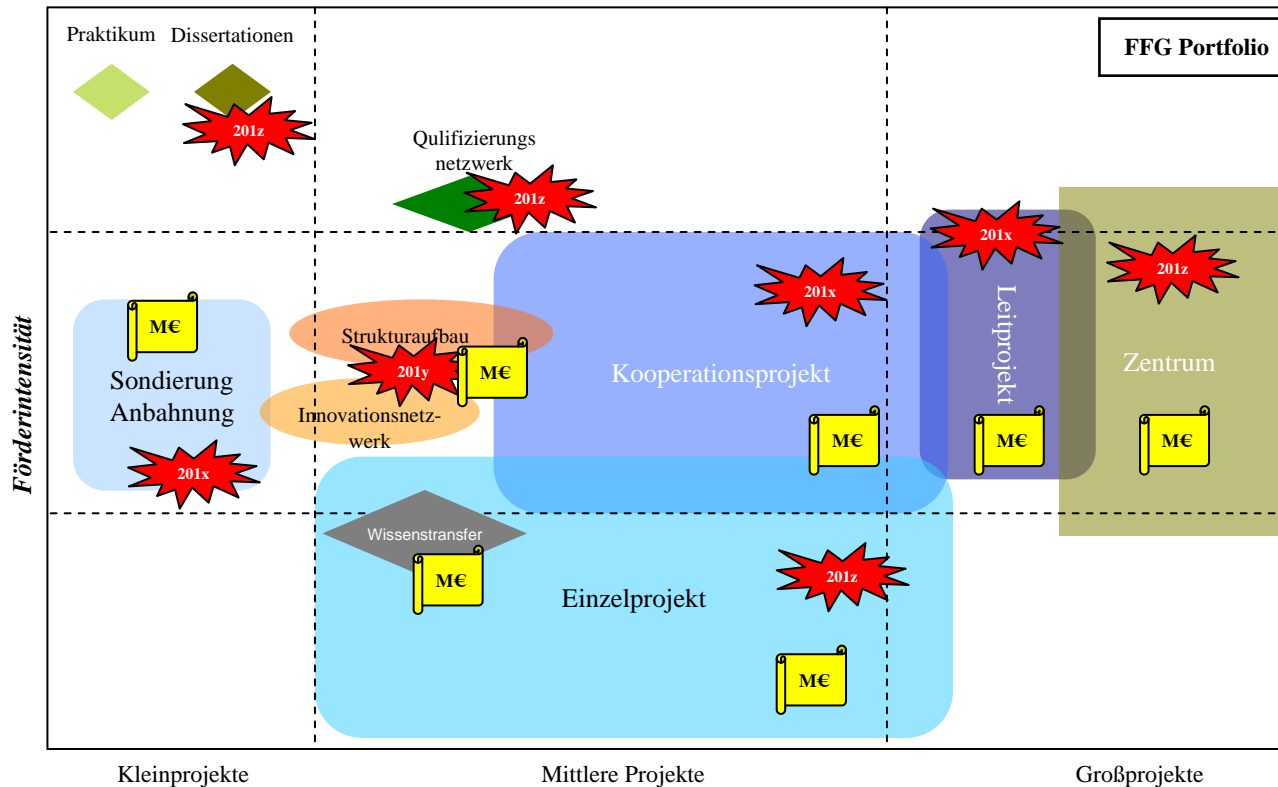 Praktikum
Dissertationen
FFG Portfolio
201z
Qulifizierungs
netzwerk
201z
201x
201z
201x
M€
Strukturaufbau
201y
M€
Sondierung
Anbahnung
Innovationsnetz-
werk
Kooperationsprojekt
Leitprojekt
Zentrum
M€
M€
M€
201x
Förderintensität
Wissenstransfer
M€
Einzelprojekt
201z
M€
Kleinprojekte
Mittlere Projekte
Großprojekte